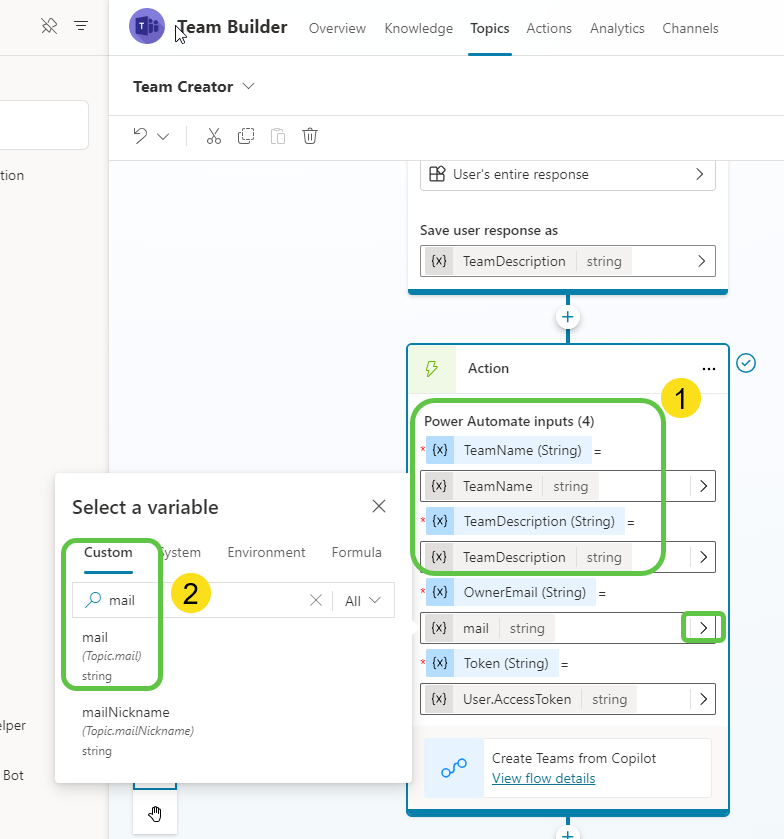 T
Team Builder
Overview
Knowledge
Topics
Actions
Analytics
Channels
Team Creator
tion
User's entire response
Save user response as
{x} TeamDescription string
Action
1
Power Automate inputs (4)
* {x} TeamName (String) =
{x} TeamName string
* {x} TeamDescription (String) =
{x} TeamDescription string
* {x} OwnerEmail (String) =
{x} mail string
* {x} Token (String) =
{x} User.AccessToken string
Create Teams from Copilot
View flow details
Select a variable
Custom
System
Environment
Formula
mail
All
2
mail
(Topic.mail)
string
mailNickname
(Topic.mailNickname)
string
elper
Bot